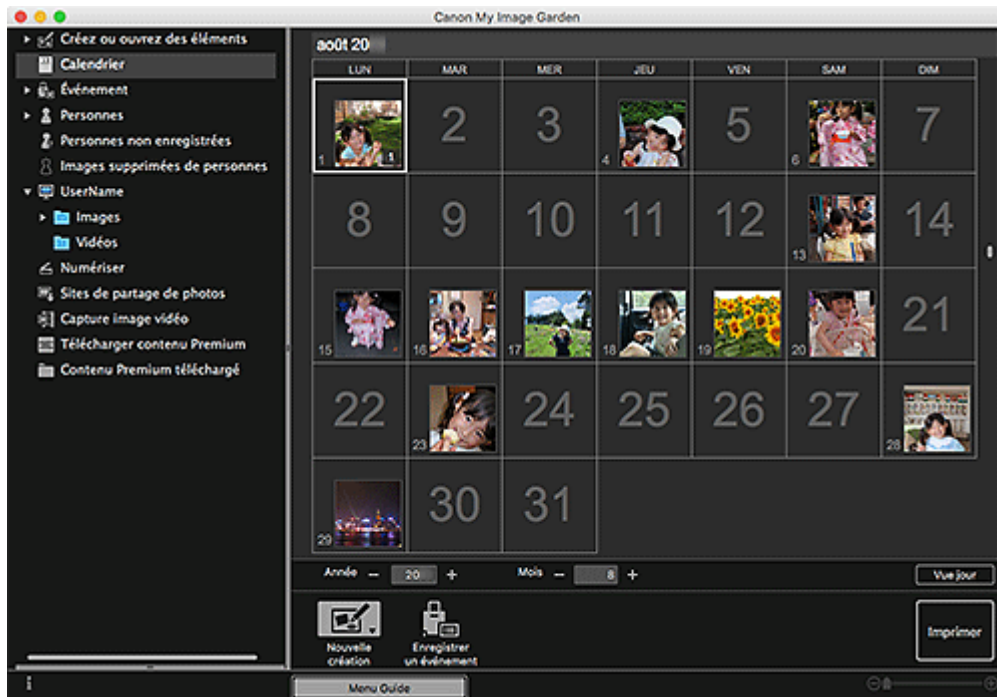 Canon My Image Garden
Créez ou ouvrez des éléments
Calendrier
Événement
Personnes
Personnes non enregistrées
Images supprimées de personnes
UserName
Images
Vidéos
Numériser
Sites de partage de photos
Capture image vidéo
Télécharger contenu Premium
Contenu Premium téléchargé
août 20
LUN MAR MER JEU VEN SAM DIM
1 2 3 4 5 6 7
8 9 10 11 12 13 14
15 16 17 18 19 20 21
22 23 24 25 26 27 28
29 30 31
Année − 20 + Mois − 8 + Vue jour
Nouvelle création
Enregistrer un événement
Imprimer
Menu Guide